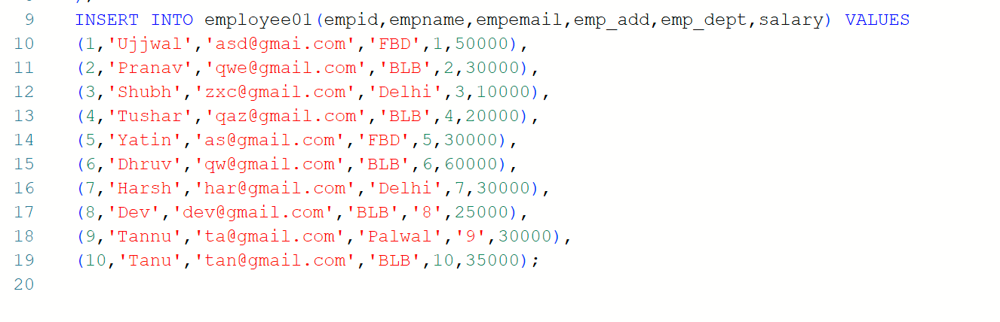 9 INSERT INTO employee01(empid,empname,empemail,emp_add,emp_dept,salary) VALUES
10 (1,'Ujjwal','asd@gmai.com','FBD',1,50000),
11 (2,'Pranav','qwe@gmail.com','BLB',2,30000),
12 (3,'Shubh','zxc@gmail.com','Delhi',3,10000),
13 (4,'Tushar','qaz@gmail.com','BLB',4,20000),
14 (5,'Yatin','as@gmail.com','FBD',5,30000),
15 (6,'Dhruv','qw@gmail.com','BLB',6,60000),
16 (7,'Harsh','har@gmail.com','Delhi',7,30000),
17 (8,'Dev','dev@gmail.com','BLB','8',25000),
18 (9,'Tannu','ta@gmail.com','Palwal','9',30000),
19 (10,'Tanu','tan@gmail.com','BLB',10,35000);
20